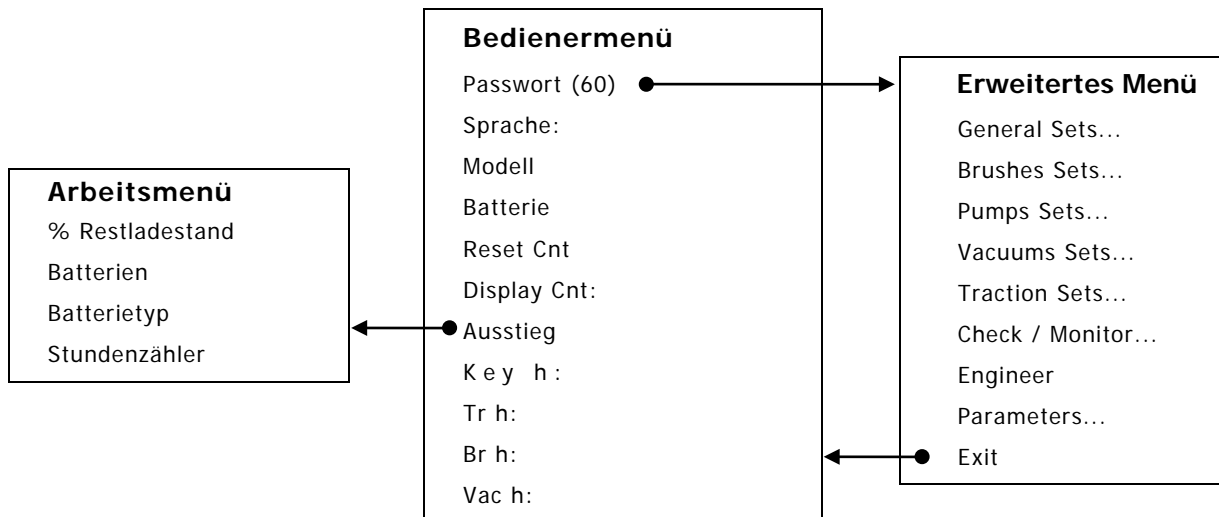 Arbeitsmenü
% Restladestand
Batterien
Batterietyp
Stundenzähler
Bedienermenü
Passwort (60)
Sprache:
Modell
Batterie
Reset Cnt
Display Cnt:
Ausstieg
Key h:
Tr h:
Br h:
Vac h:
Erweitertes Menü
General Sets...
Brushes Sets...
Pumps Sets...
Vacuums Sets...
Traction Sets...
Check / Monitor...
Engineer
Parameters...
Exit